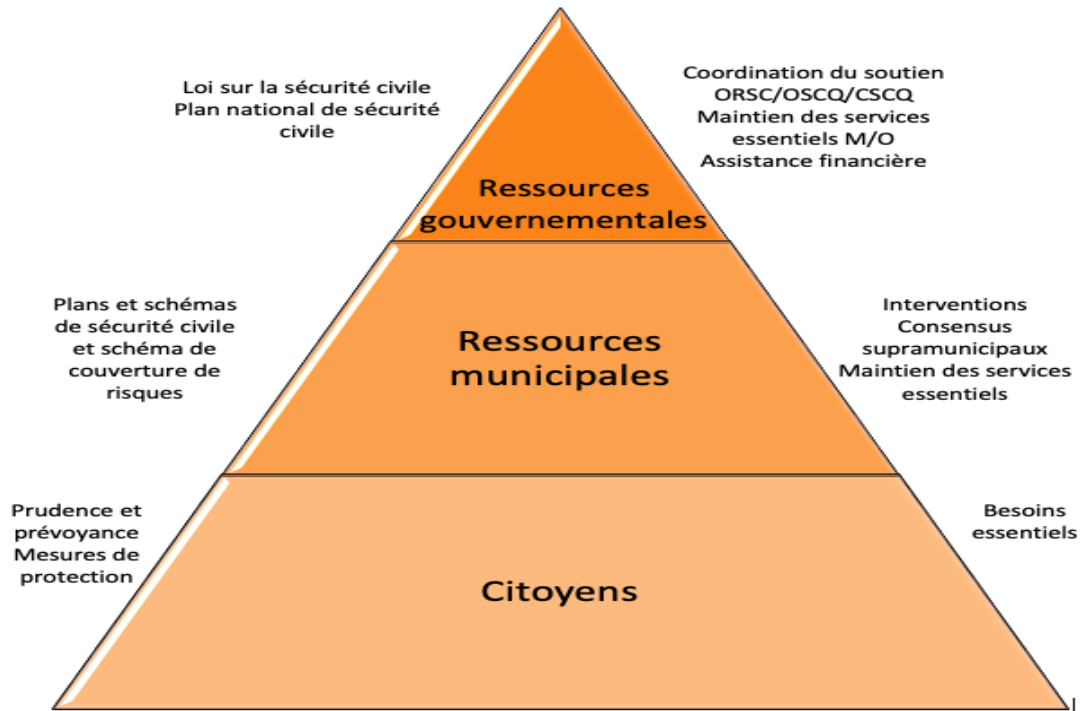 Loi sur la sécurité civile
Plan national de sécurité
civile
Coordination du soutien
ORSC/OSCQ/CSCQ
Maintien des services
essentiels M/O
Assistance financière
Ressources
gouvernementales
Plans et schémas
de sécurité civile
et schéma de
couverture de
risques
Ressources
municipales
Interventions
Consensus
supramunicipaux
Maintien des services
essentiels
Prudence et
prévoyance
Mesures de
protection
Citoyens
Besoins
essentiels